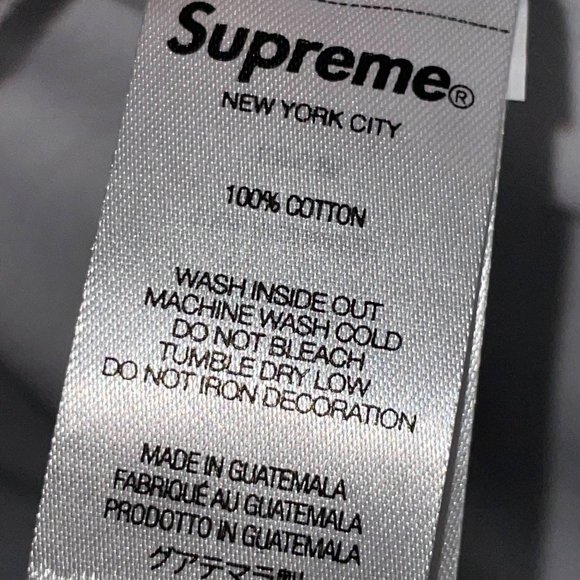 Supreme®
NEW YORK CITY
100% COTTON
WASH INSIDE OUT
MACHINE WASH COLD
DO NOT BLEACH
TUMBLE DRY LOW
DO NOT IRON DECORATION
MADE IN GUATEMALA
FABRIQUÉ AU GUATEMALA
PRODOTTO IN GUATEMALA
グアテマラ製